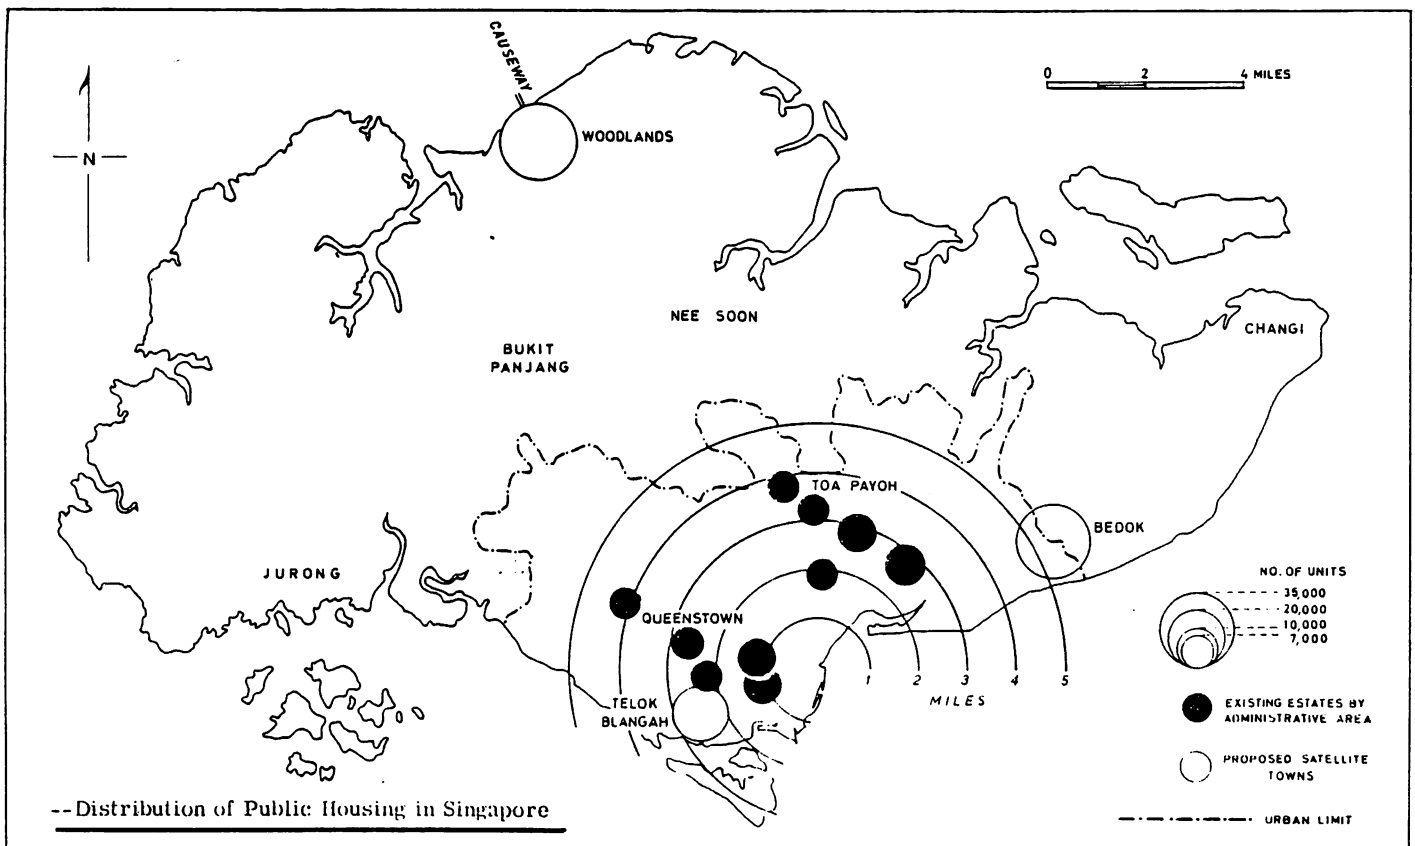 CAUSEWAY
0 2 4 MILES
N
WOODLANDS
NEE SOON
CHANGI
BUKIT
PANJANG
TOA PAYOH
BEDOK
JURONG
QUEENSTOWN
NO. OF UNITS
35,000
20,000
10,000
7,000
1 2 3 4 5
MILES
TELOK
BLANGAH
EXISTING ESTATES BY
ADMINISTRATIVE AREA
PROPOSED SATELLITE
TOWNS
URBAN LIMIT
--Distribution of Public Housing in Singapore